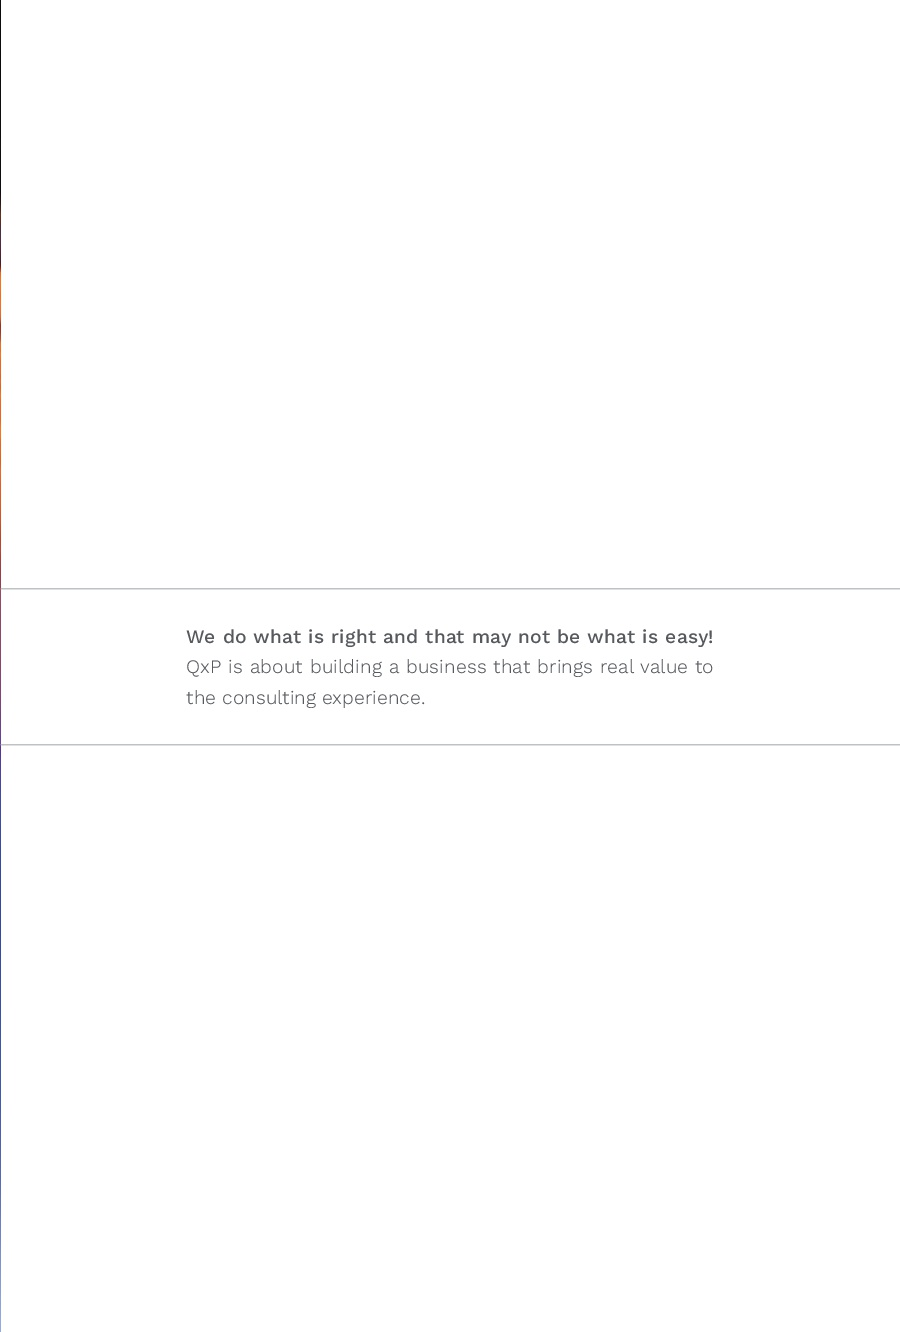 We do what is right and that may not be what is easy!
QxP is about building a business that brings real value to
the consulting experience.